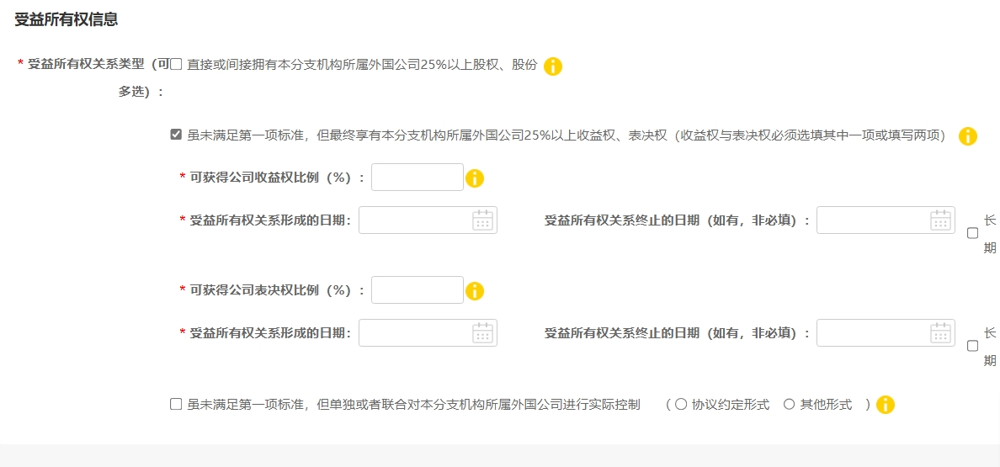 受益所有权信息
* 受益所有权关系类型（可 直接或间接拥有本分支机构所属外国公司25%以上股权、股份
多选）：
虽未满足第一项标准，但最终享有本分支机构所属外国公司25%以上收益权、表决权（收益权与表决权必须选填其中一项或填写两项）
* 可获得公司收益权比例（%）：
* 受益所有权关系形成的日期： 受益所有权关系终止的日期（如有，非必填）： 长
期
* 可获得公司表决权比例（%）：
* 受益所有权关系形成的日期： 受益所有权关系终止的日期（如有，非必填）： 长
期
虽未满足第一项标准，但单独或者联合对本分支机构所属外国公司进行实际控制 （ 协议约定形式 其他形式 ）